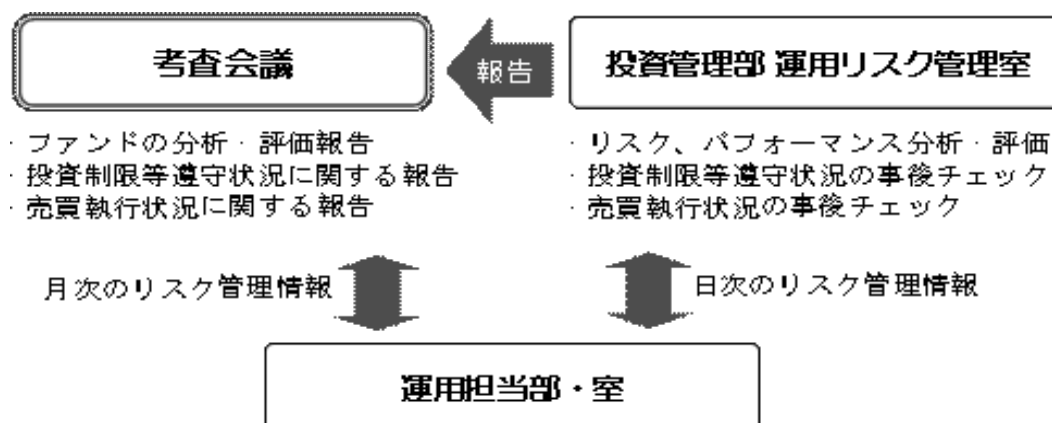 考査会議
報告
投資管理部 運用リスク管理室
・ファンドの分析・評価報告
・投資制限等遵守状況に関する報告
・売買執行状況に関する報告
・リスク、パフォーマンス分析・評価
・投資制限等遵守状況の事後チェック
・売買執行状況の事後チェック
月次のリスク管理情報
日次のリスク管理情報
運用担当部・室